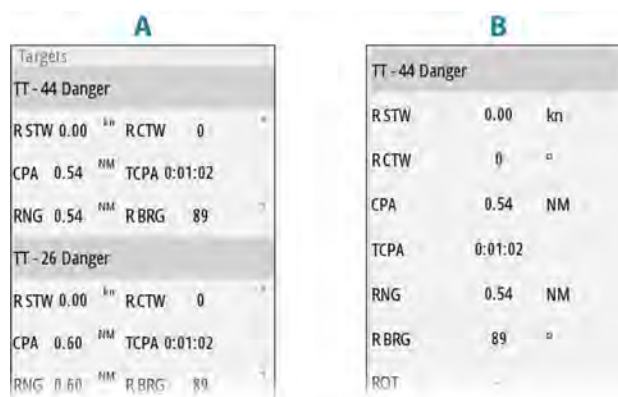 A
Targets
TT - 44 Danger
R STW 0.00 kn R CTW 0 °
CPA 0.54 NM TCPA 0:01:02
RNG 0.54 NM R BRG 89 °
TT - 26 Danger
R STW 0.00 kn R CTW 0 °
CPA 0.60 NM TCPA 0:01:02
RNG 0.60 NM R BRG 89 °
B
TT - 44 Danger
R STW 0.00 kn
R CTW 0 °
CPA 0.54 NM
TCPA 0:01:02
RNG 0.54 NM
R BRG 89 °
ROT -